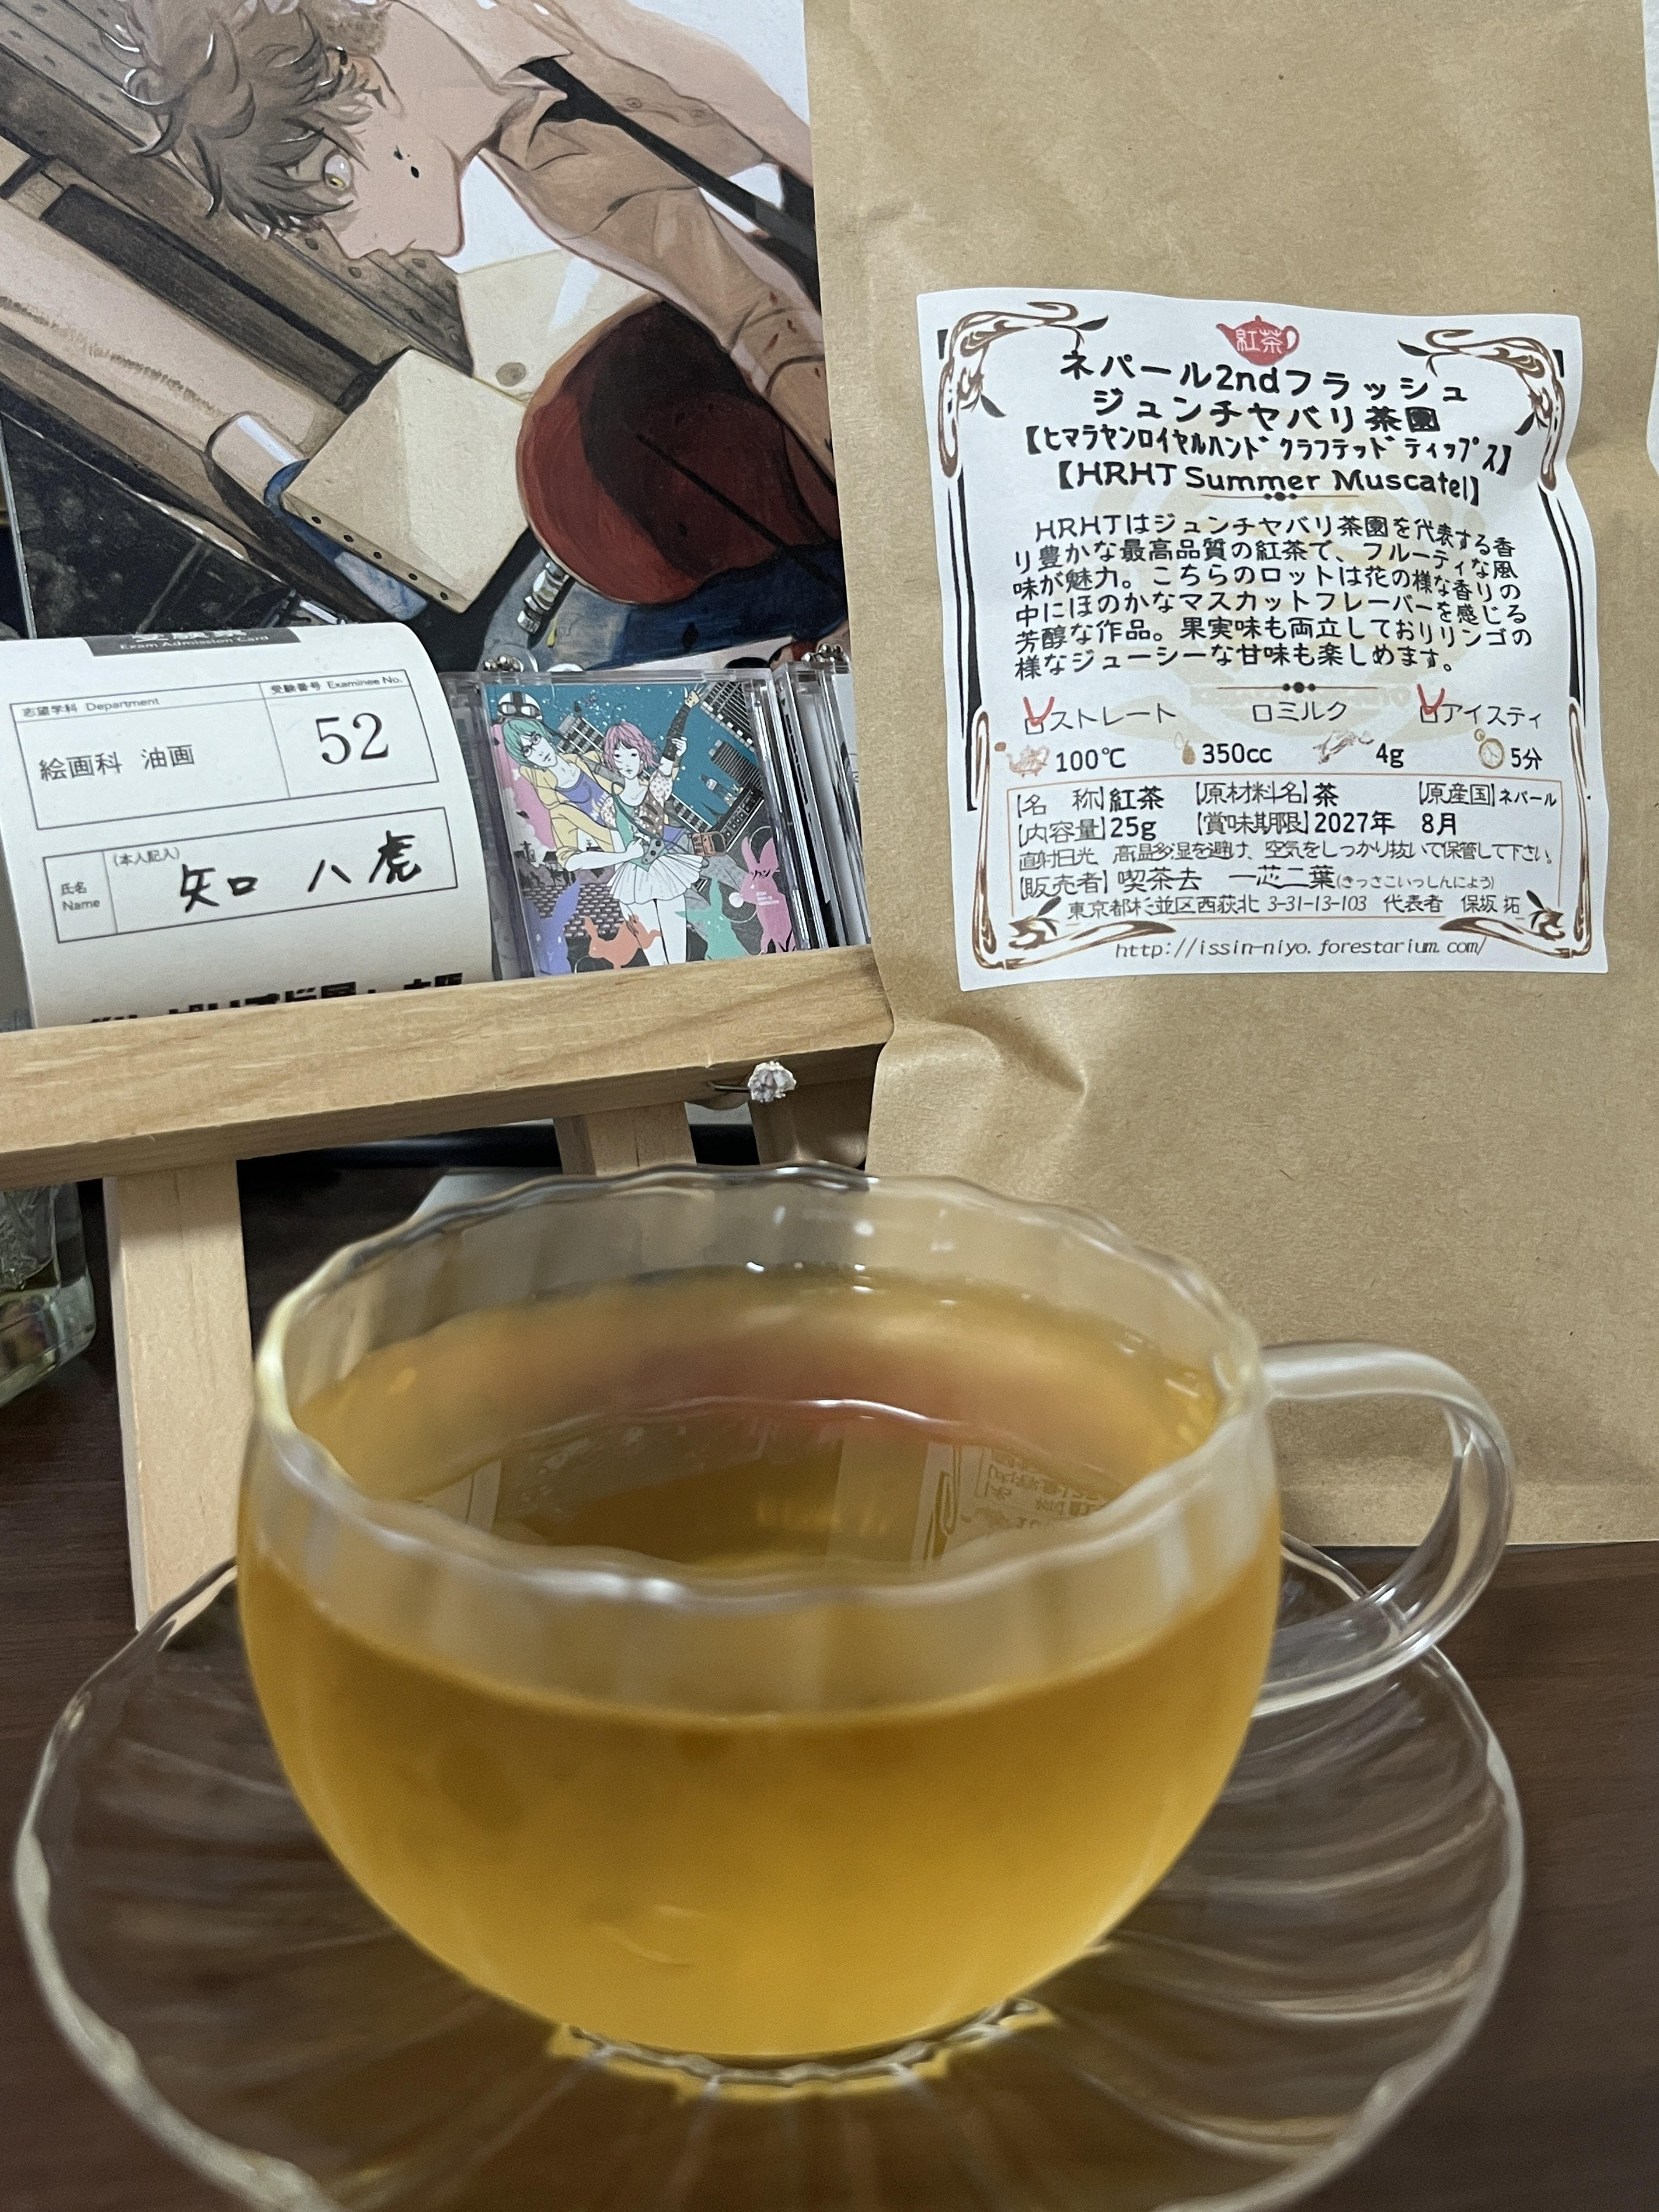 Exam Admission Card
志望学科 Department
受験番号 Examinee No.
絵画科 油画
52
氏名
Name
(本人記入)
矢口 八虎
紅茶
ネパール2ndフラッシュ
ジュンチヤバリ茶園
【ヒマラヤンロイヤルハンドクラフテッドティップス】
【HRHT Summer Muscatel】
HRHTはジュンチヤバリ茶園を代表する香
り豊かな最高品質の紅茶で、フルーティな風
味が魅力。こちらのロットは花の様な香りの
中にほのかなマスカットフレーバーを感じる
芳醇な作品。果実味も両立しておりリンゴの
様なジューシーな甘味も楽しめます。
ストレート ロミルク アイスティ
100℃ 350cc 4g 5分
【名 称】紅茶 【原材料名】茶 【原産国】ネパール
【内容量】25g 【賞味期限】2027年 8月
直射日光 高温多湿を避け、空気をしっかり抜いて保管して下さい。
【販売者】喫茶去 一芯二葉(きっさこいっしんによう)
東京都杉並区西荻北 3-31-13-103 代表者 保坂 拓
http://issin-niyo.forestarium.com/